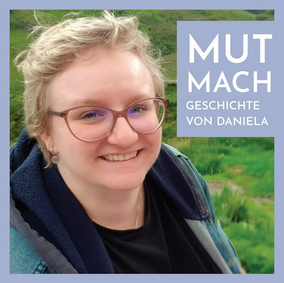 MUT
MACH
GESCHICHTE
VON DANIELA